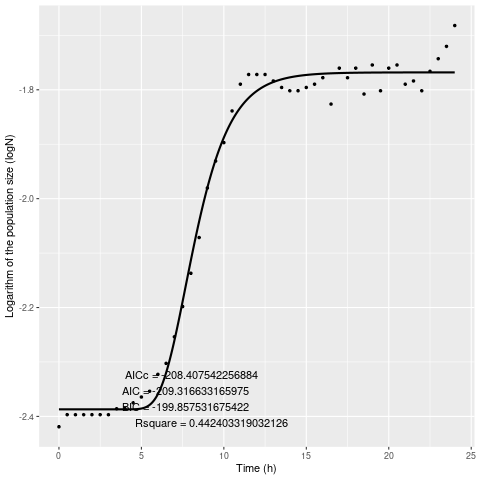 -1.8
-2.0
-2.2
-2.4
Logarithm of the population size (logN)
AICc = -208.407542256884
AIC = -209.316633165975
BIC = -199.857531675422
Rsquare = 0.442403319032126
0 5 10 15 20 25
Time (h)